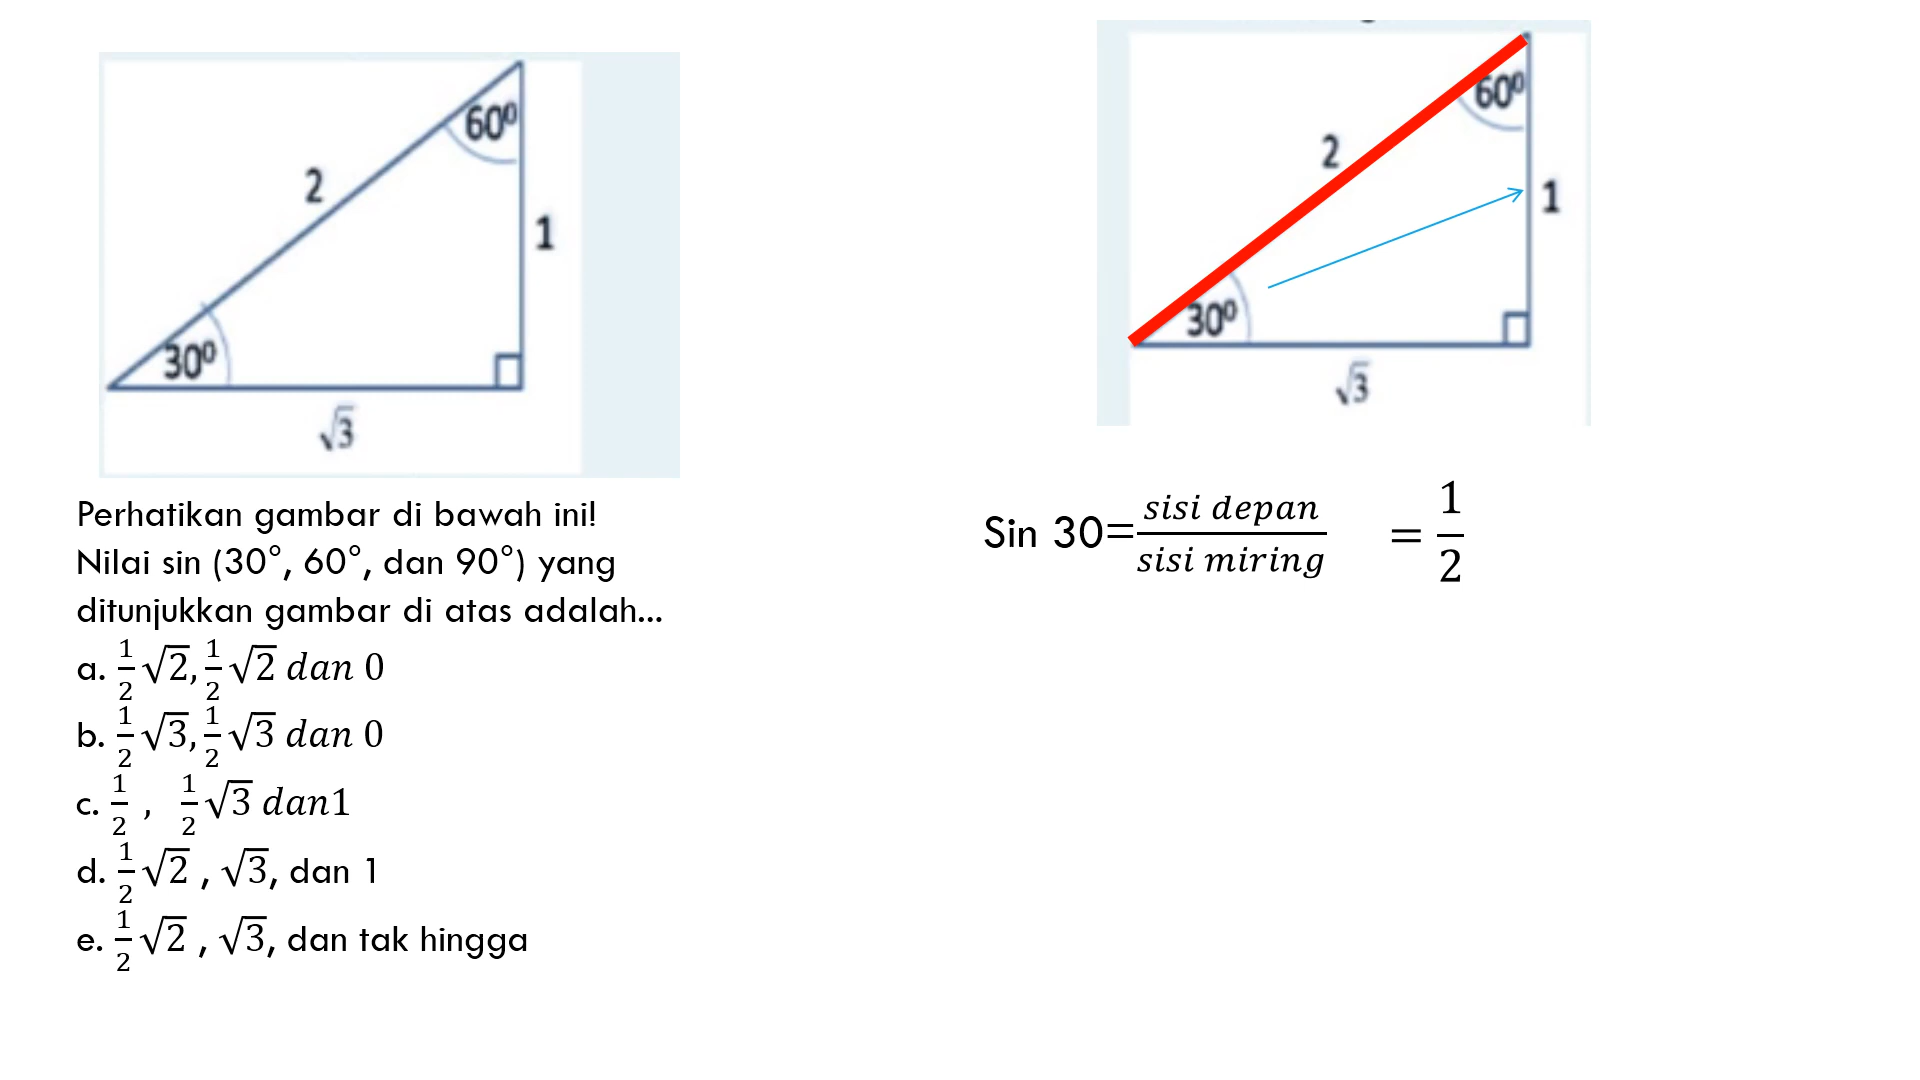 60⁰
2
1
30⁰
√3
Perhatikan gambar di bawah ini!
Nilai sin (30°, 60°, dan 90°) yang
ditunjukkan gambar di atas adalah...
a. 1/2 √2, 1/2 √2 dan 0
b. 1/2 √3, 1/2 √3 dan 0
c. 1/2 , 1/2 √3 dan1
d. 1/2 √2 , √3, dan 1
e. 1/2 √2 , √3, dan tak hingga
60⁰
2
1
30⁰
√3
Sin 30=sisi depan/sisi miring = 1/2